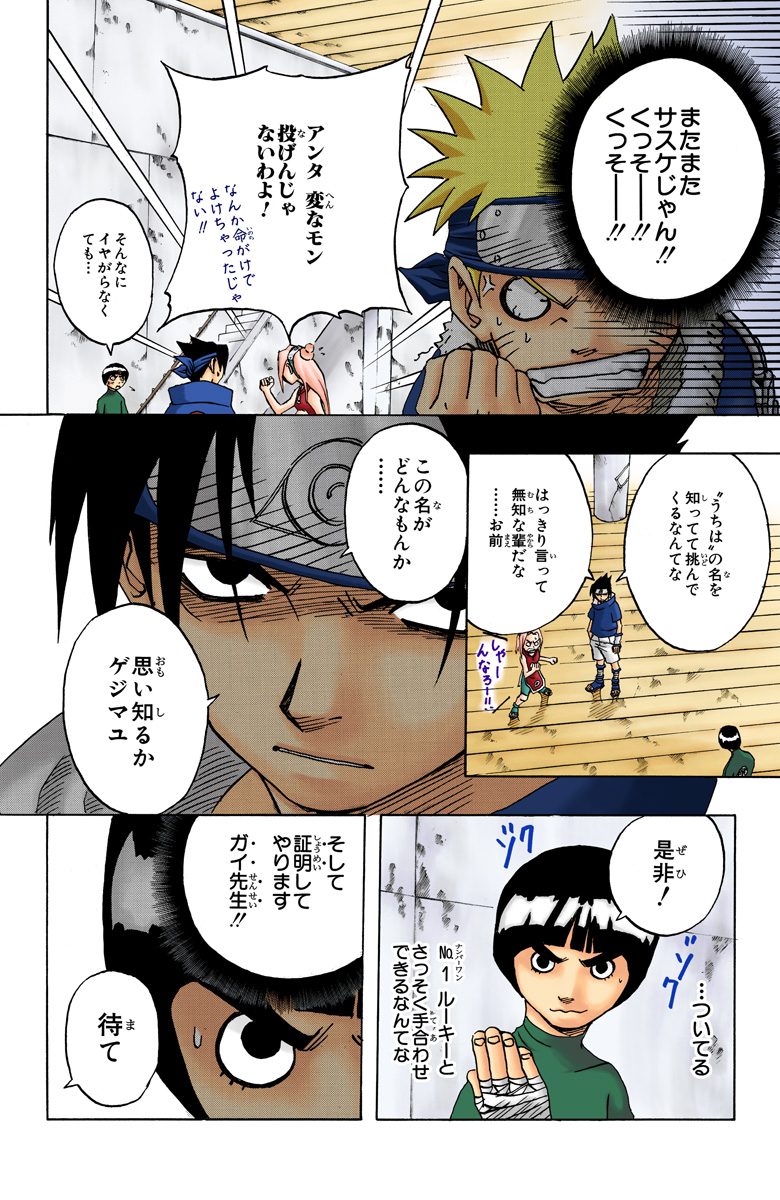 またまた
サスケじゃん!!
くっそ――!!
くっそ――!!
アンタ 変なモン
投げんじゃ
ないわよ!
なんか命がけで
よけちゃったじゃ
ない!!
そんなに
イヤがらなく
ても…
“うちは”の名を
知ってて挑んで
くるなんてな
はっきり言って
無知な輩だな
……お前
しゃー
んなろー!!
この名が
どんなもんか
……
思い知るか
ゲジマユ
是非!
ゾク
ゾクッ
…ついてる
No.1 ルーキーと
さっそく手合わせ
できるなんてな
そして
証明して
やります
ガイ先生!!
待て